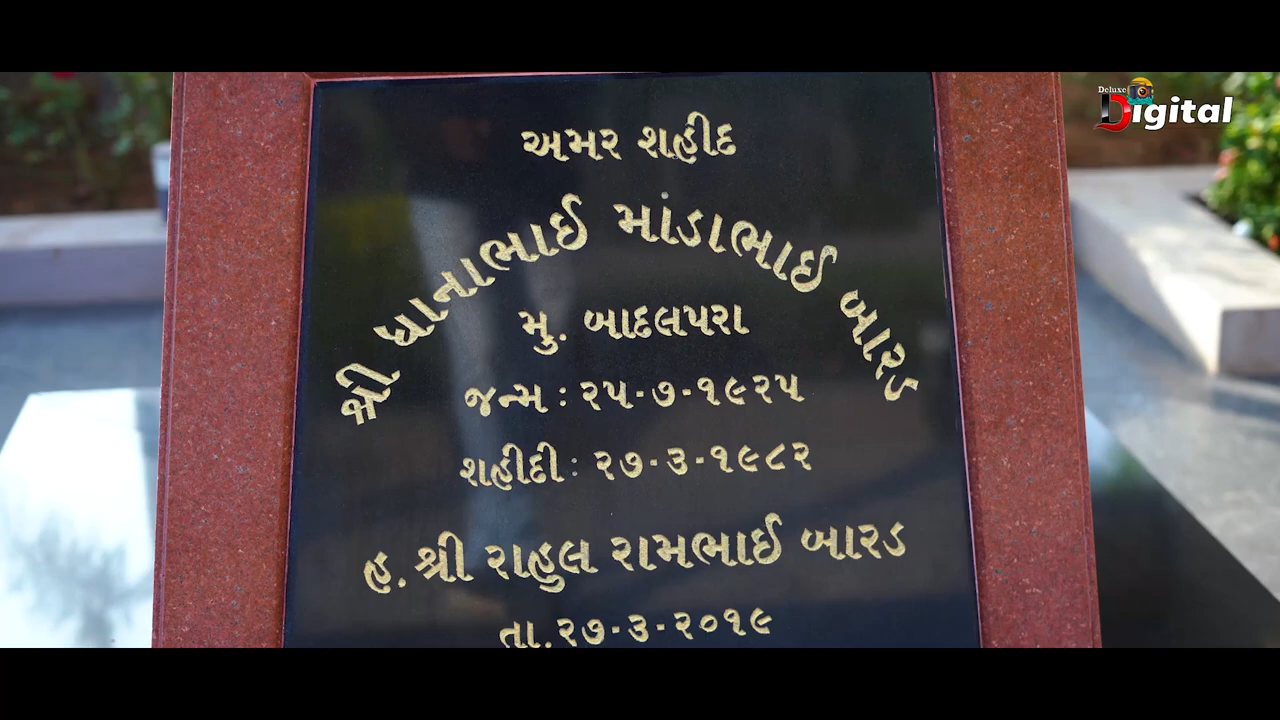 Deluxe
Digital
અમર શહીદ
શ્રી ધાનાભાઈ માંડાભાઈ બારડ
મુ. બાદલપરા
જન્મ : ૨૫-૭-૧૯૨૫
શહીદી : ૨૭-૩-૧૯૮૨
હ. શ્રી રાહુલ રામભાઈ બારડ
તા. ૨૭-૩-૨૦૧૯